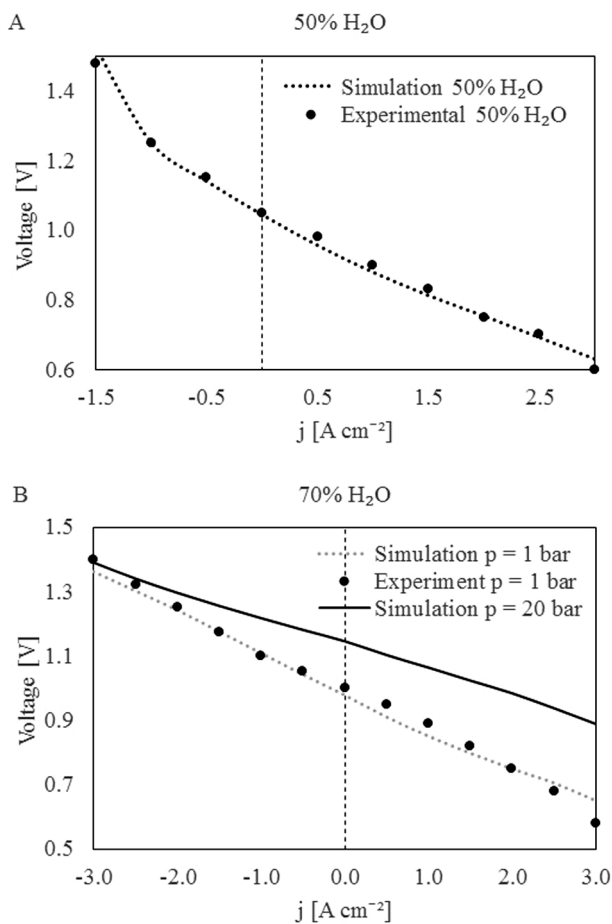 A
50% H₂O
1.4
1.2
1.0
0.8
0.6
Voltage [V]
Simulation 50% H₂O
Experimental 50% H₂O
-1.5
-0.5
0.5
1.5
2.5
j [A cm⁻²]
B
70% H₂O
1.5
1.3
1.1
0.9
0.7
0.5
Voltage [V]
Simulation p = 1 bar
Experiment p = 1 bar
Simulation p = 20 bar
-3.0
-2.0
-1.0
0.0
1.0
2.0
3.0
j [A cm⁻²]